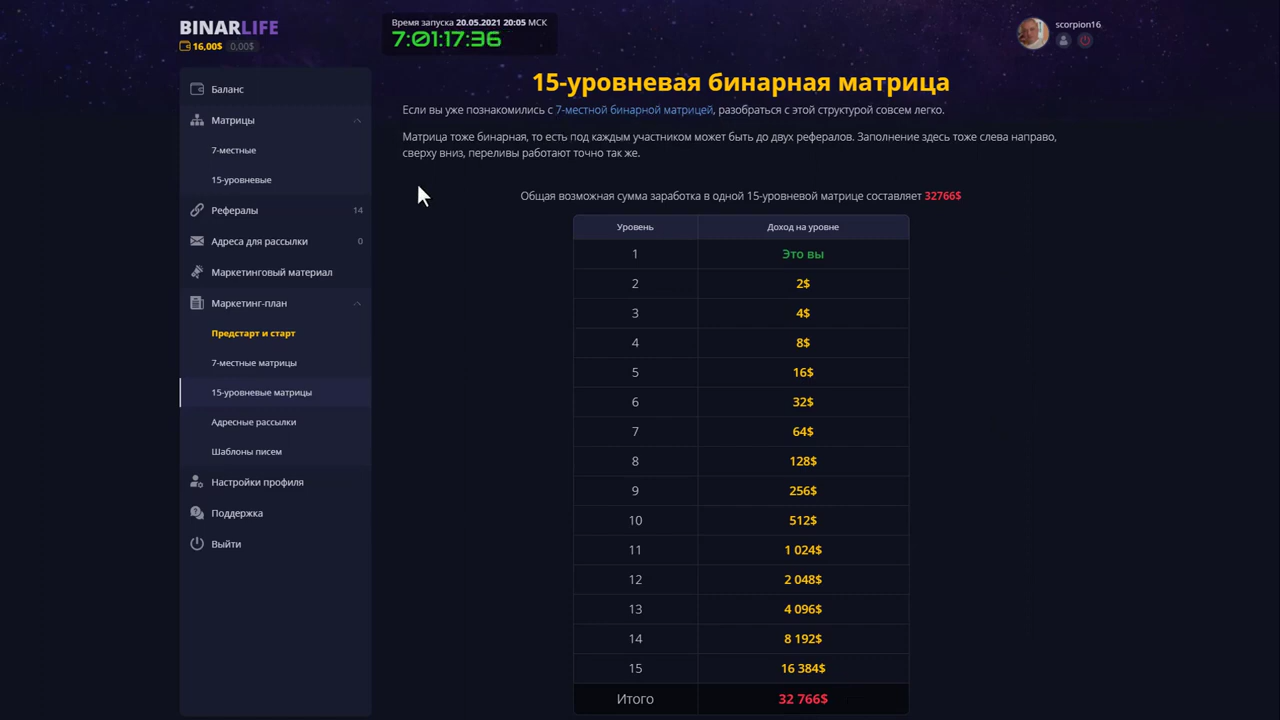 BINARLIFE
16,00$ 0,00$
Время запуска 20.05.2021 20:05 МСК
7:01:17:36
scorpion16
Баланс
Матрицы
7-местные
15-уровневые
Рефералы 14
Адреса для рассылки 0
Маркетинговый материал
Маркетинг-план
Предстарт и старт
7-местные матрицы
15-уровневые матрицы
Адресные рассылки
Шаблоны писем
Настройки профиля
Поддержка
Выйти
15-уровневая бинарная матрица
Если вы уже познакомились с 7-местной бинарной матрицей, разобраться с этой структурой совсем легко.
Матрица тоже бинарная, то есть под каждым участником может быть до двух рефералов. Заполнение здесь тоже слева направо,
сверху вниз, переливы работают точно так же.
Общая возможная сумма заработка в одной 15-уровневой матрице составляет 32766$
Уровень Доход на уровне
1 Это вы
2 2$
3 4$
4 8$
5 16$
6 32$
7 64$
8 128$
9 256$
10 512$
11 1 024$
12 2 048$
13 4 096$
14 8 192$
15 16 384$
Итого 32 766$